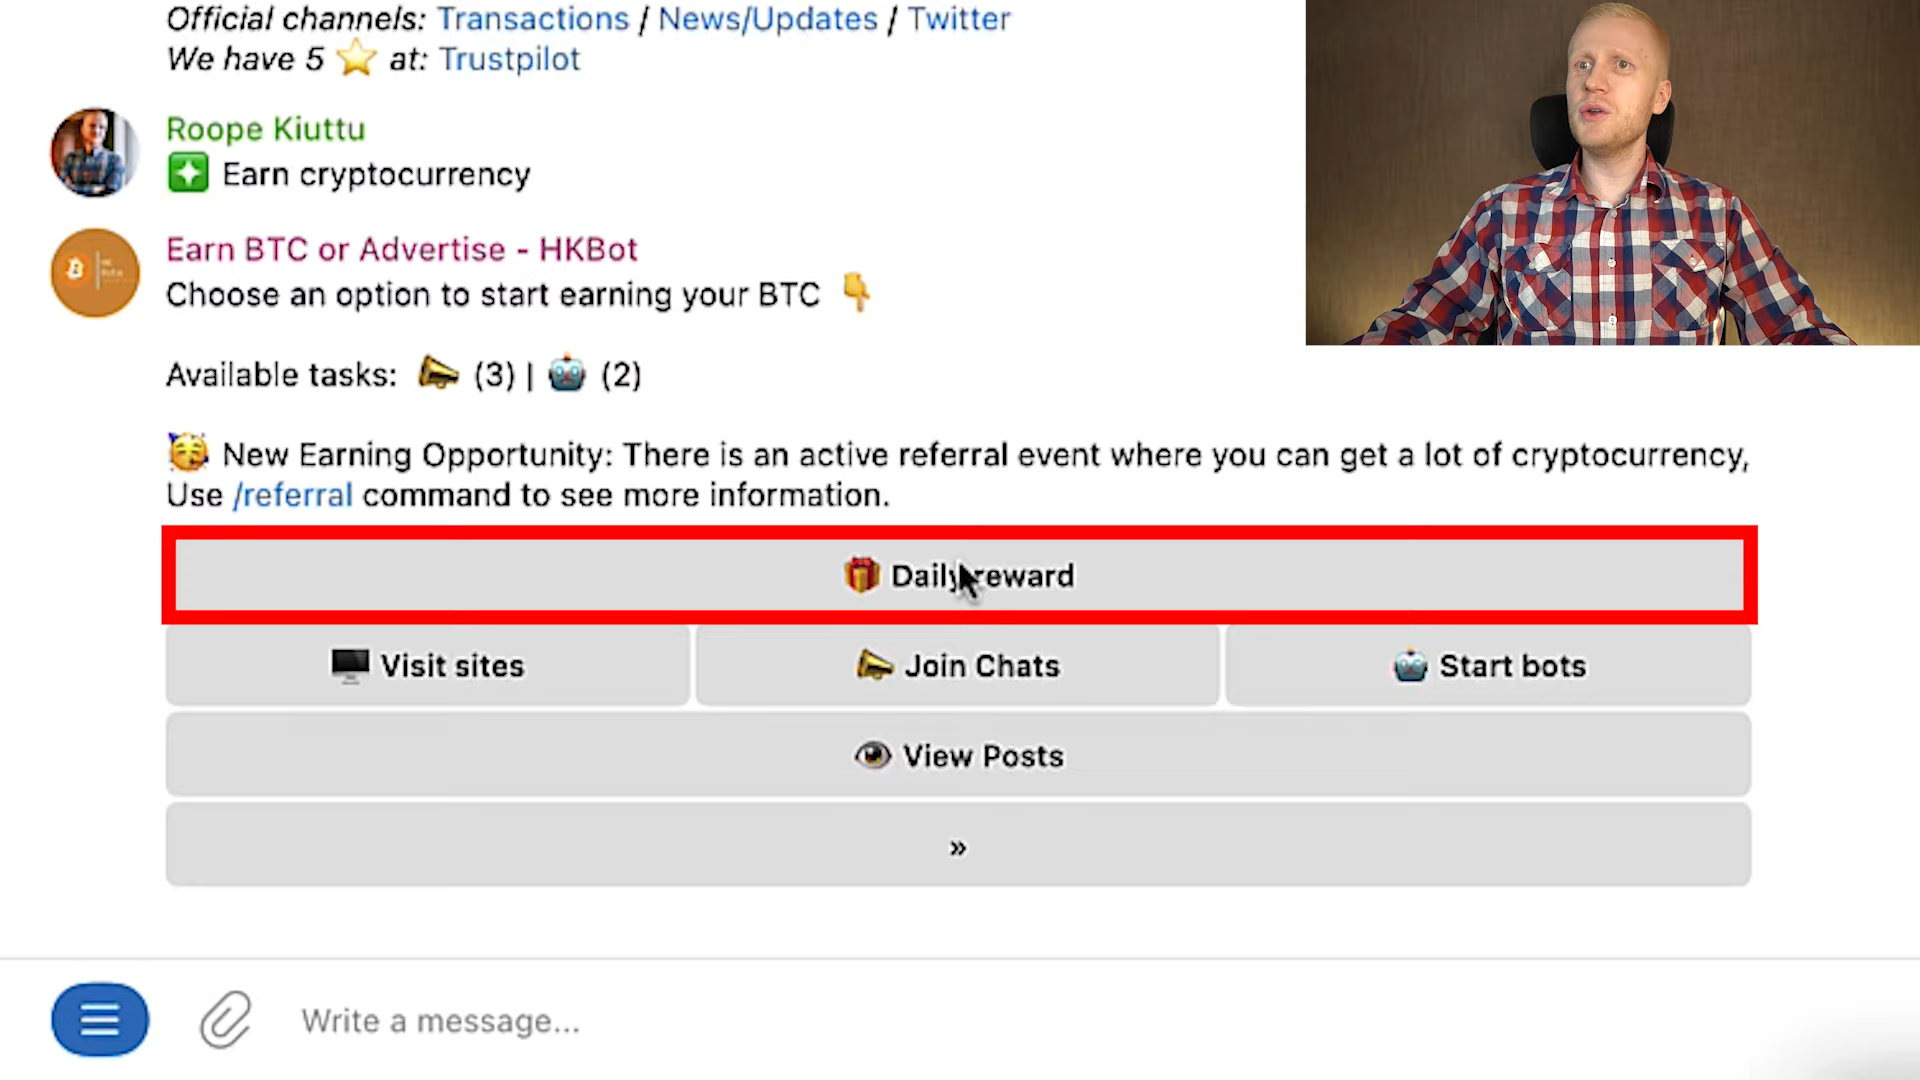 Official channels: Transactions / News/Updates / Twitter
We have 5 ⭐ at: Trustpilot
Roope Kiuttu
Earn cryptocurrency
Earn BTC or Advertise - HKBot
Choose an option to start earning your BTC 👇
Available tasks: 📣 (3) | 🤖 (2)
🥳 New Earning Opportunity: There is an active referral event where you can get a lot of cryptocurrency,
Use /referral command to see more information.
🎁 Daily reward
🖥 Visit sites
📣 Join Chats
🤖 Start bots
👁 View Posts
»
Write a message...